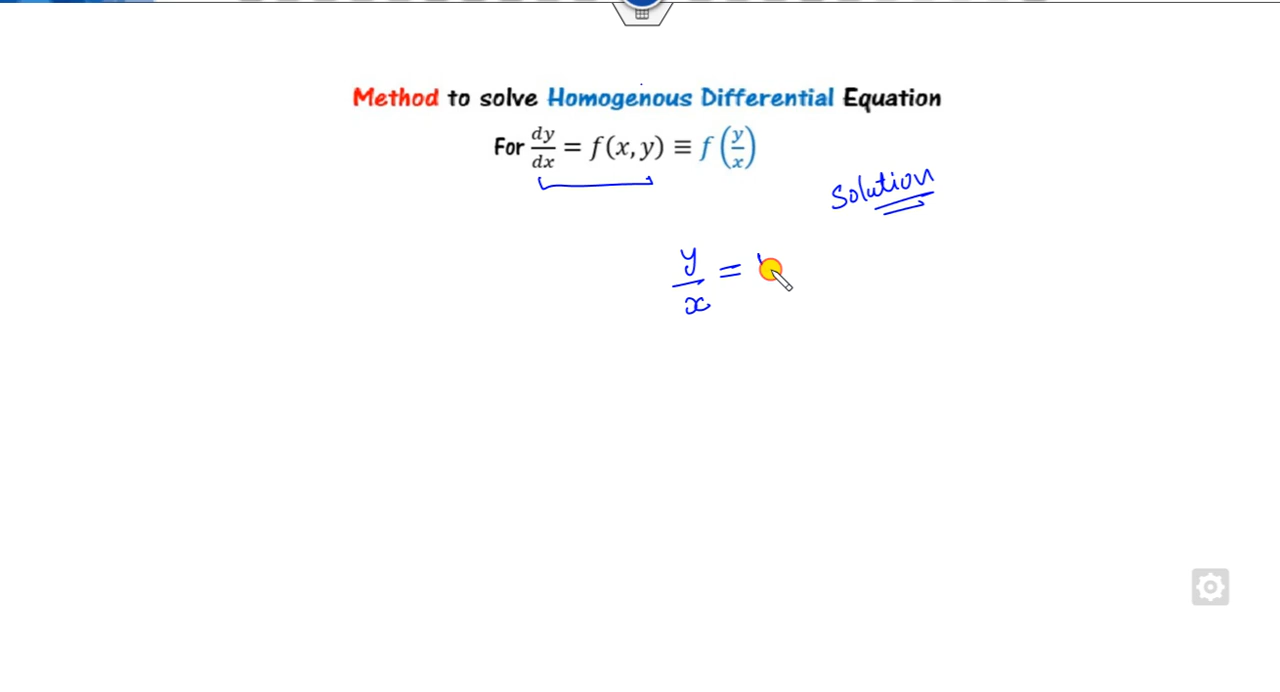 Method to solve Homogenous Differential Equation
For dy/dx = f(x, y) ≡ f(y/x)
Solution
y/x =